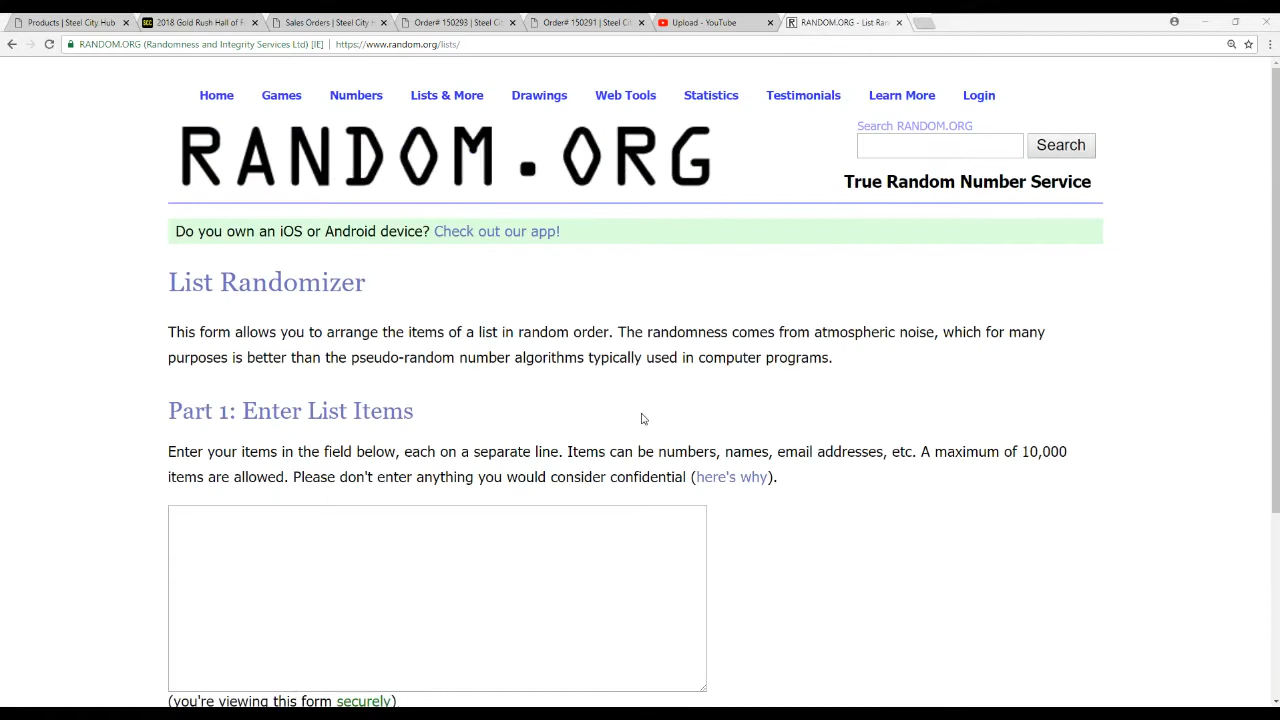 Products | Steel City Hub
2018 Gold Rush Hall of F
Sales Orders | Steel City H
Order# 150293 | Steel C
Order# 150291 | Steel C
Upload - YouTube
RANDOM.ORG - List Ran
RANDOM.ORG (Randomness and Integrity Services Ltd) [IE]
https://www.random.org/lists/
Home
Games
Numbers
Lists & More
Drawings
Web Tools
Statistics
Testimonials
Learn More
Login
RANDOM.ORG
Search RANDOM.ORG
Search
True Random Number Service
Do you own an iOS or Android device? Check out our app!
List Randomizer
This form allows you to arrange the items of a list in random order. The randomness comes from atmospheric noise, which for many
purposes is better than the pseudo-random number algorithms typically used in computer programs.
Part 1: Enter List Items
Enter your items in the field below, each on a separate line. Items can be numbers, names, email addresses, etc. A maximum of 10,000
items are allowed. Please don't enter anything you would consider confidential (here's why).
(you're viewing this form securely)